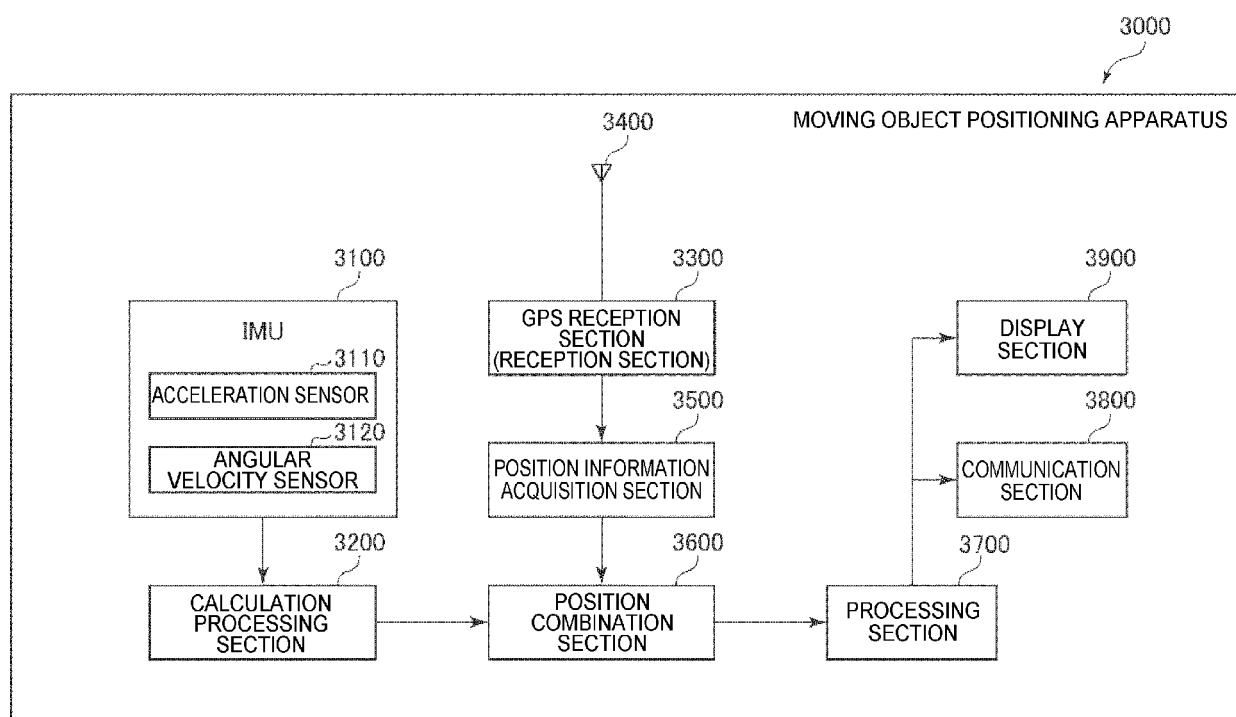 3000
MOVING OBJECT POSITIONING APPARATUS
3400
3100
IMU
3110
ACCELERATION SENSOR
3120
ANGULAR
VELOCITY SENSOR
3300
GPS RECEPTION
SECTION
(RECEPTION SECTION)
3500
POSITION INFORMATION
ACQUISITION SECTION
3900
DISPLAY
SECTION
3800
COMMUNICATION
SECTION
3200
CALCULATION
PROCESSING
SECTION
3600
POSITION
COMBINATION
SECTION
3700
PROCESSING
SECTION